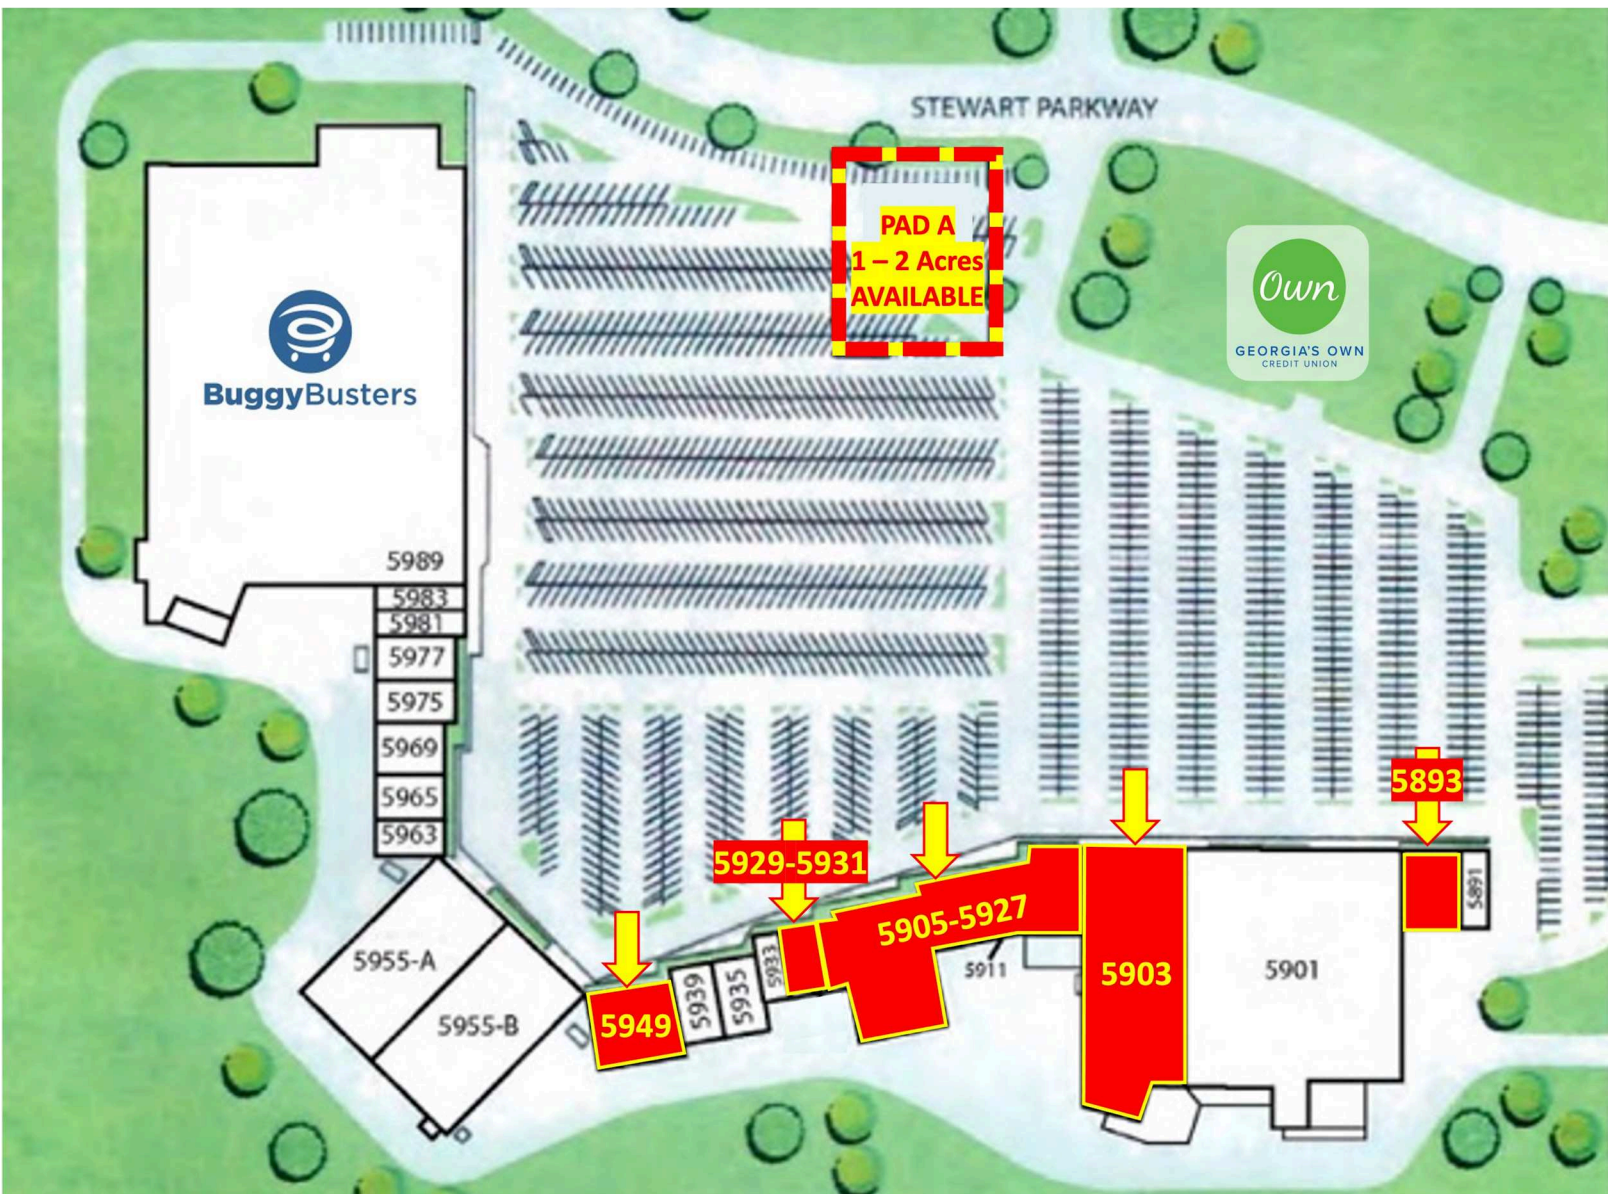 STEWART PARKWAY
PAD A
1 – 2 Acres
AVAILABLE
Own
GEORGIA'S OWN
CREDIT UNION
BuggyBusters
5989
5983
5981
5977
5975
5969
5965
5963
5955-A
5955-B
5949
5939
5935
5933
5929-5931
5905-5927
5911
5903
5901
5893
5891